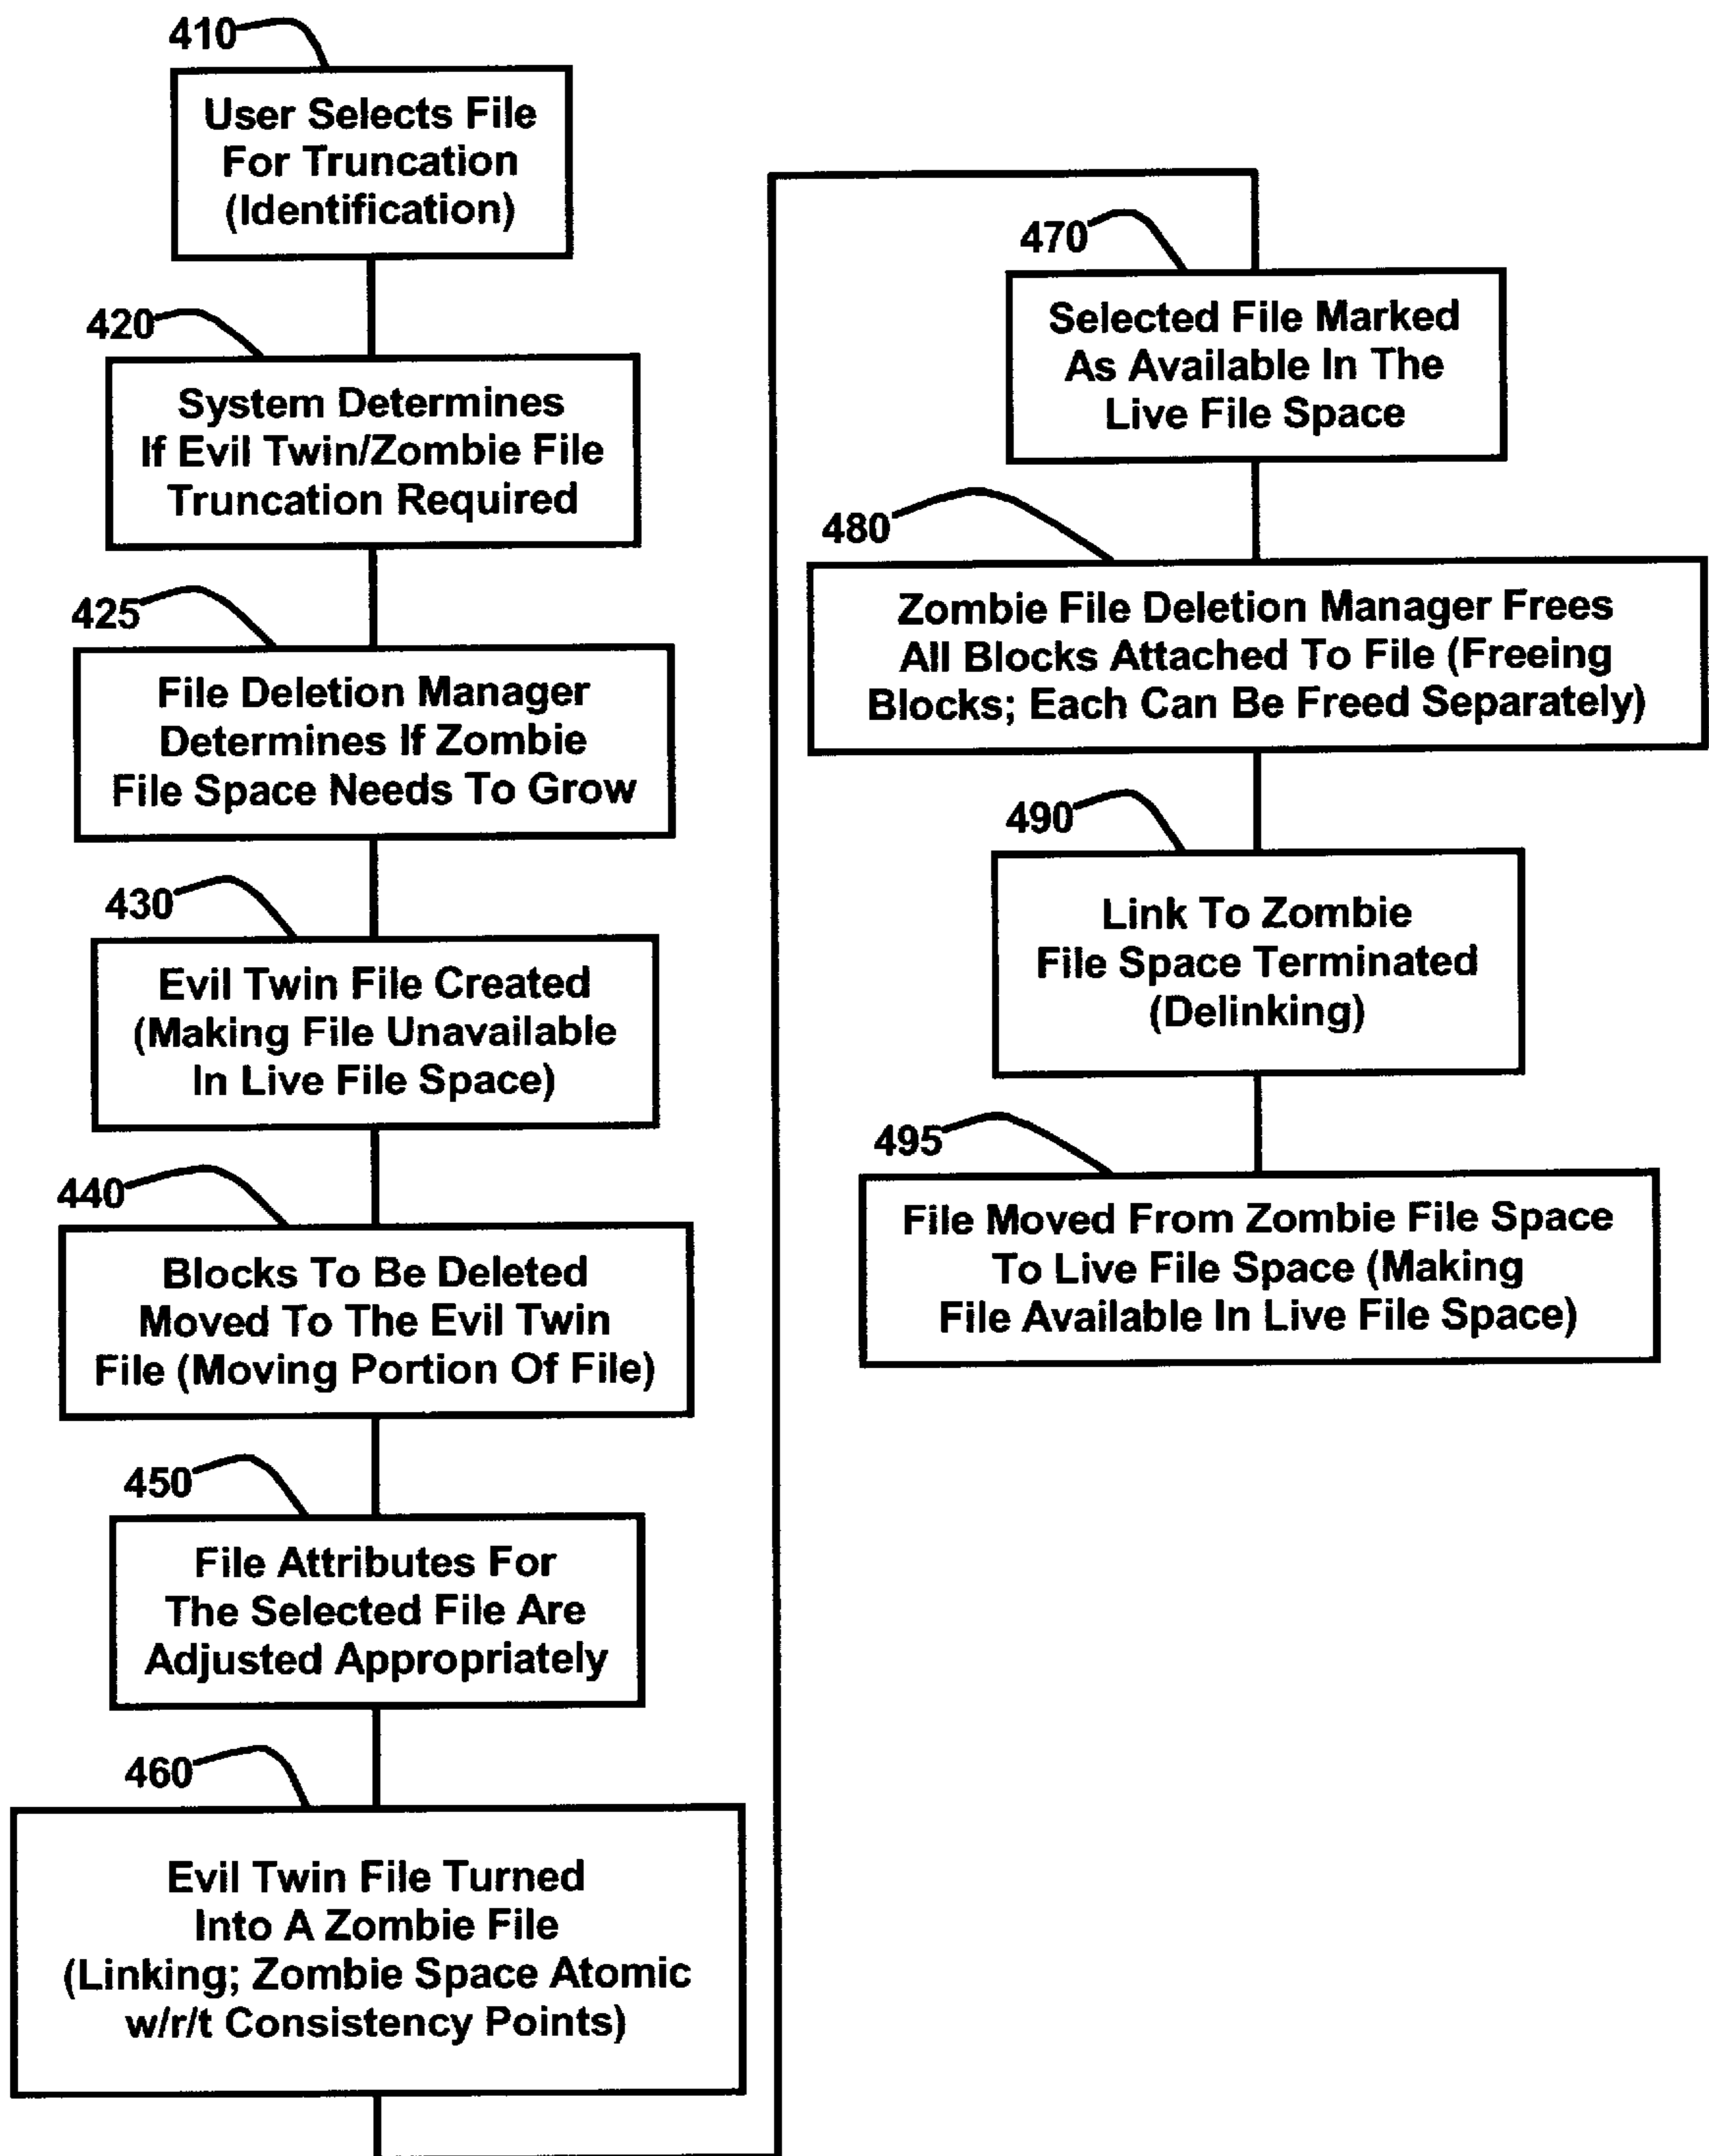 410
User Selects File
For Truncation
(Identification)
420
System Determines
If Evil Twin/Zombie File
Truncation Required
425
File Deletion Manager
Determines If Zombie
File Space Needs To Grow
430
Evil Twin File Created
(Making File Unavailable
In Live File Space)
440
Blocks To Be Deleted
Moved To The Evil Twin
File (Moving Portion Of File)
450
File Attributes For
The Selected File Are
Adjusted Appropriately
460
Evil Twin File Turned
Into A Zombie File
(Linking; Zombie Space Atomic
w/r/t Consistency Points)
470
Selected File Marked
As Available In The
Live File Space
480
Zombie File Deletion Manager Frees
All Blocks Attached To File (Freeing
Blocks; Each Can Be Freed Separately)
490
Link To Zombie
File Space Terminated
(Delinking)
495
File Moved From Zombie File Space
To Live File Space (Making
File Available In Live File Space)